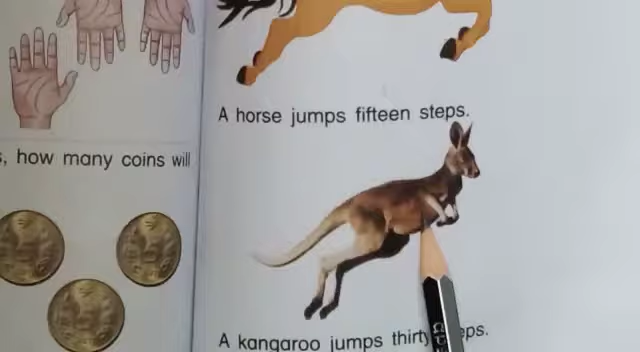 A horse jumps fifteen steps.
, how many coins will
A kangaroo jumps thirty